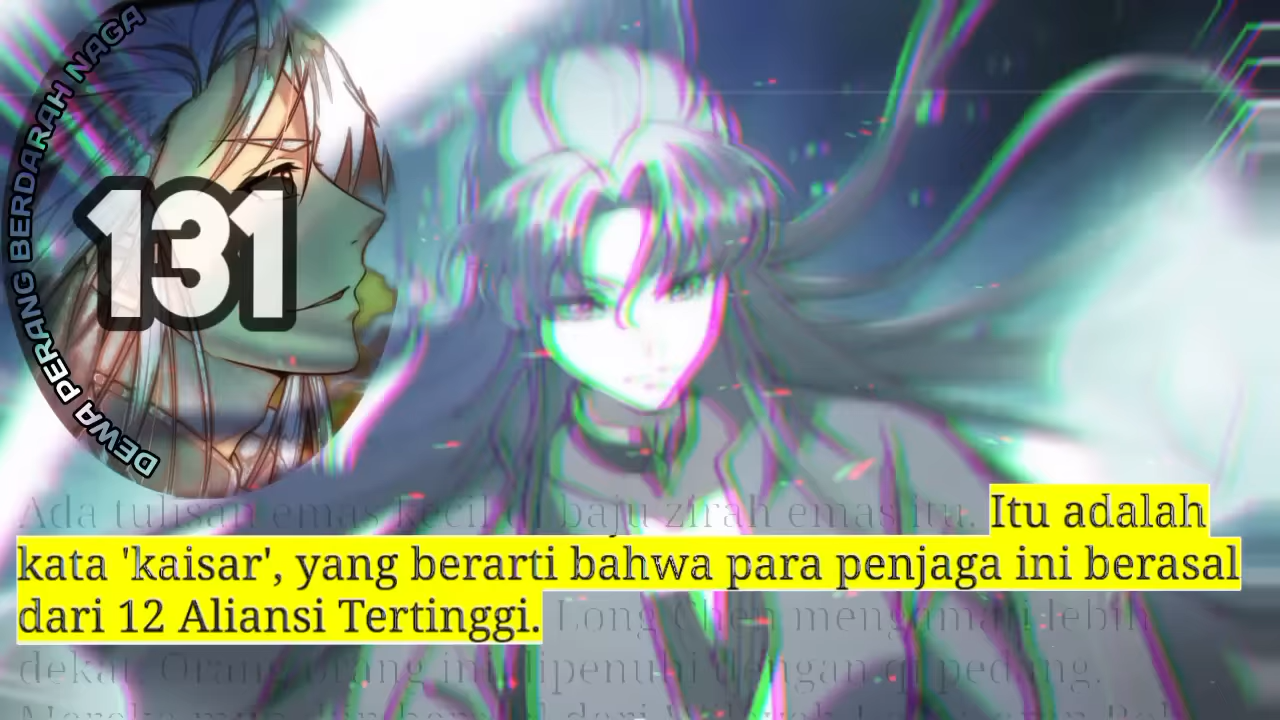 DEWA PERANG BERDARAH NAGA
131
Ada tulisan emas kecil di baju zirah emas itu. Itu adalah
kata 'kaisar', yang berarti bahwa para penjaga ini berasal
dari 12 Aliansi Tertinggi. Long Chen mengamati lebih
dekat. Orang-orang ini dipenuhi dengan qi pedang.